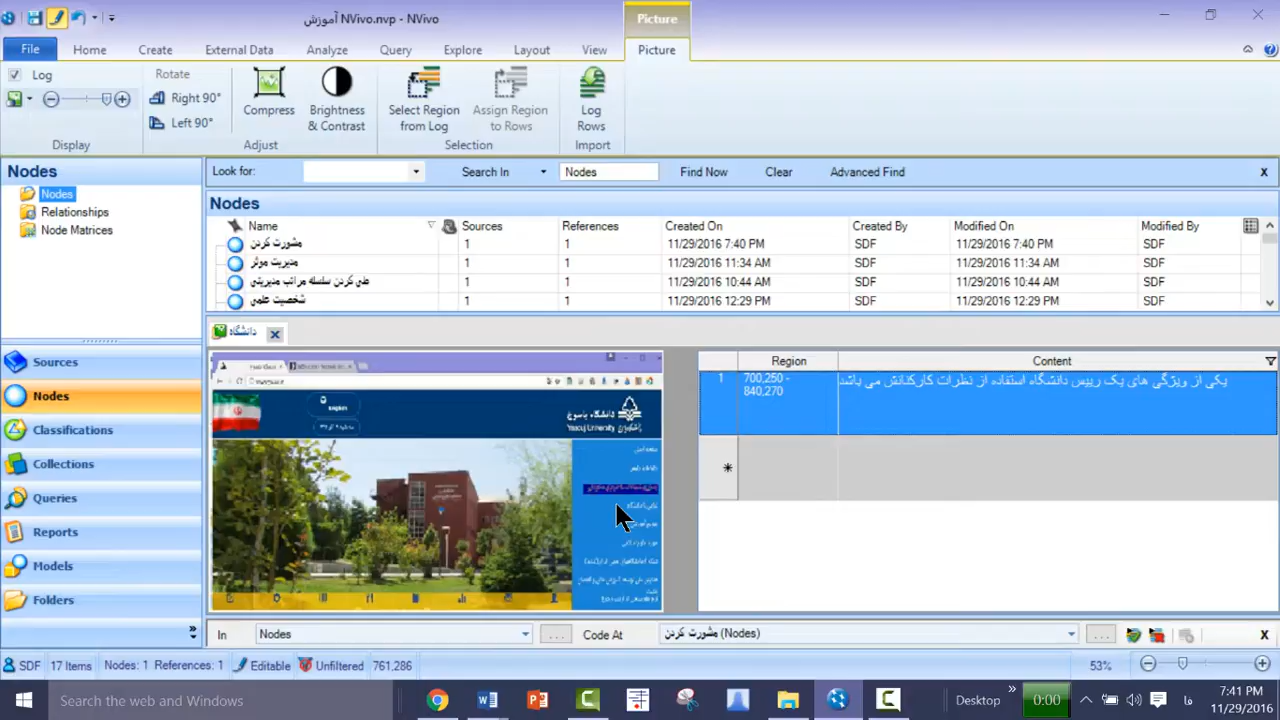 آموزش NVivo.nvp - NVivo
Picture
File Home Create External Data Analyze Query Explore Layout View Picture
Log
Rotate
Right 90°
Left 90°
Compress
Brightness
& Contrast
Select Region
from Log
Assign Region
to Rows
Log
Rows
Display Adjust Selection Import
Nodes
Look for: Search In Nodes Find Now Clear Advanced Find x
Nodes
Relationships
Node Matrices
Nodes
Name Sources References Created On Created By Modified On Modified By
مشورت کردن 1 1 11/29/2016 7:40 PM SDF 11/29/2016 7:40 PM SDF
مدیریت موثر 1 1 11/29/2016 11:34 AM SDF 11/29/2016 11:34 AM SDF
طی کردن سلسله مراتب مدیریتی 1 1 11/29/2016 10:44 AM SDF 11/29/2016 10:44 AM SDF
شخصیت علمی 1 1 11/29/2016 12:29 PM SDF 11/29/2016 12:29 PM SDF
دانشگاه
Region Content
1 700,250 - 840,270 یکی از ویژگی های یک رییس دانشگاه استفاده از نظرات کارکنانش می باشد
English
دانشگاه یاسوج
Yasouj University
صفحه اصلی
Sources
Nodes
Classifications
Collections
Queries
Reports
Models
Folders
In Nodes ... Code At مشورت کردن (Nodes) ... x
SDF 17 Items Nodes: 1 References: 1 Editable Unfiltered 761.286 53%
Search the web and Windows
Desktop
0:00
فا
7:41 PM
11/29/2016